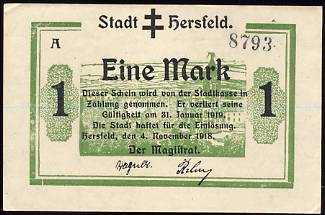 Stadt Hersfeld.
A
8793
Eine Mark
1 1
Dieser Schein wird von der Stadtkasse in
Zahlung genommen. Er verliert seine
Gültigkeit am 31. Januar 1919.
Die Stadt haftet für die Einlösung.
Hersfeld, den 4. November 1918.
Der Magistrat.